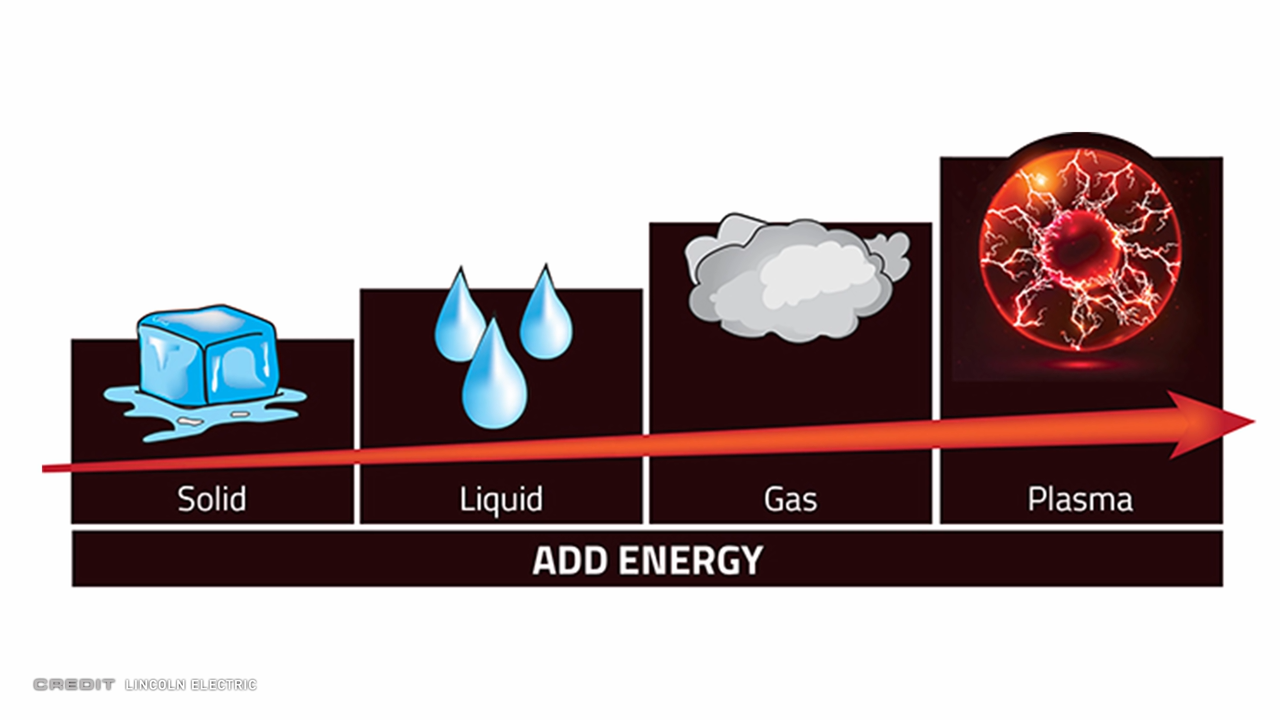 Solid
Liquid
Gas
Plasma
ADD ENERGY
CREDIT LINCOLN ELECTRIC